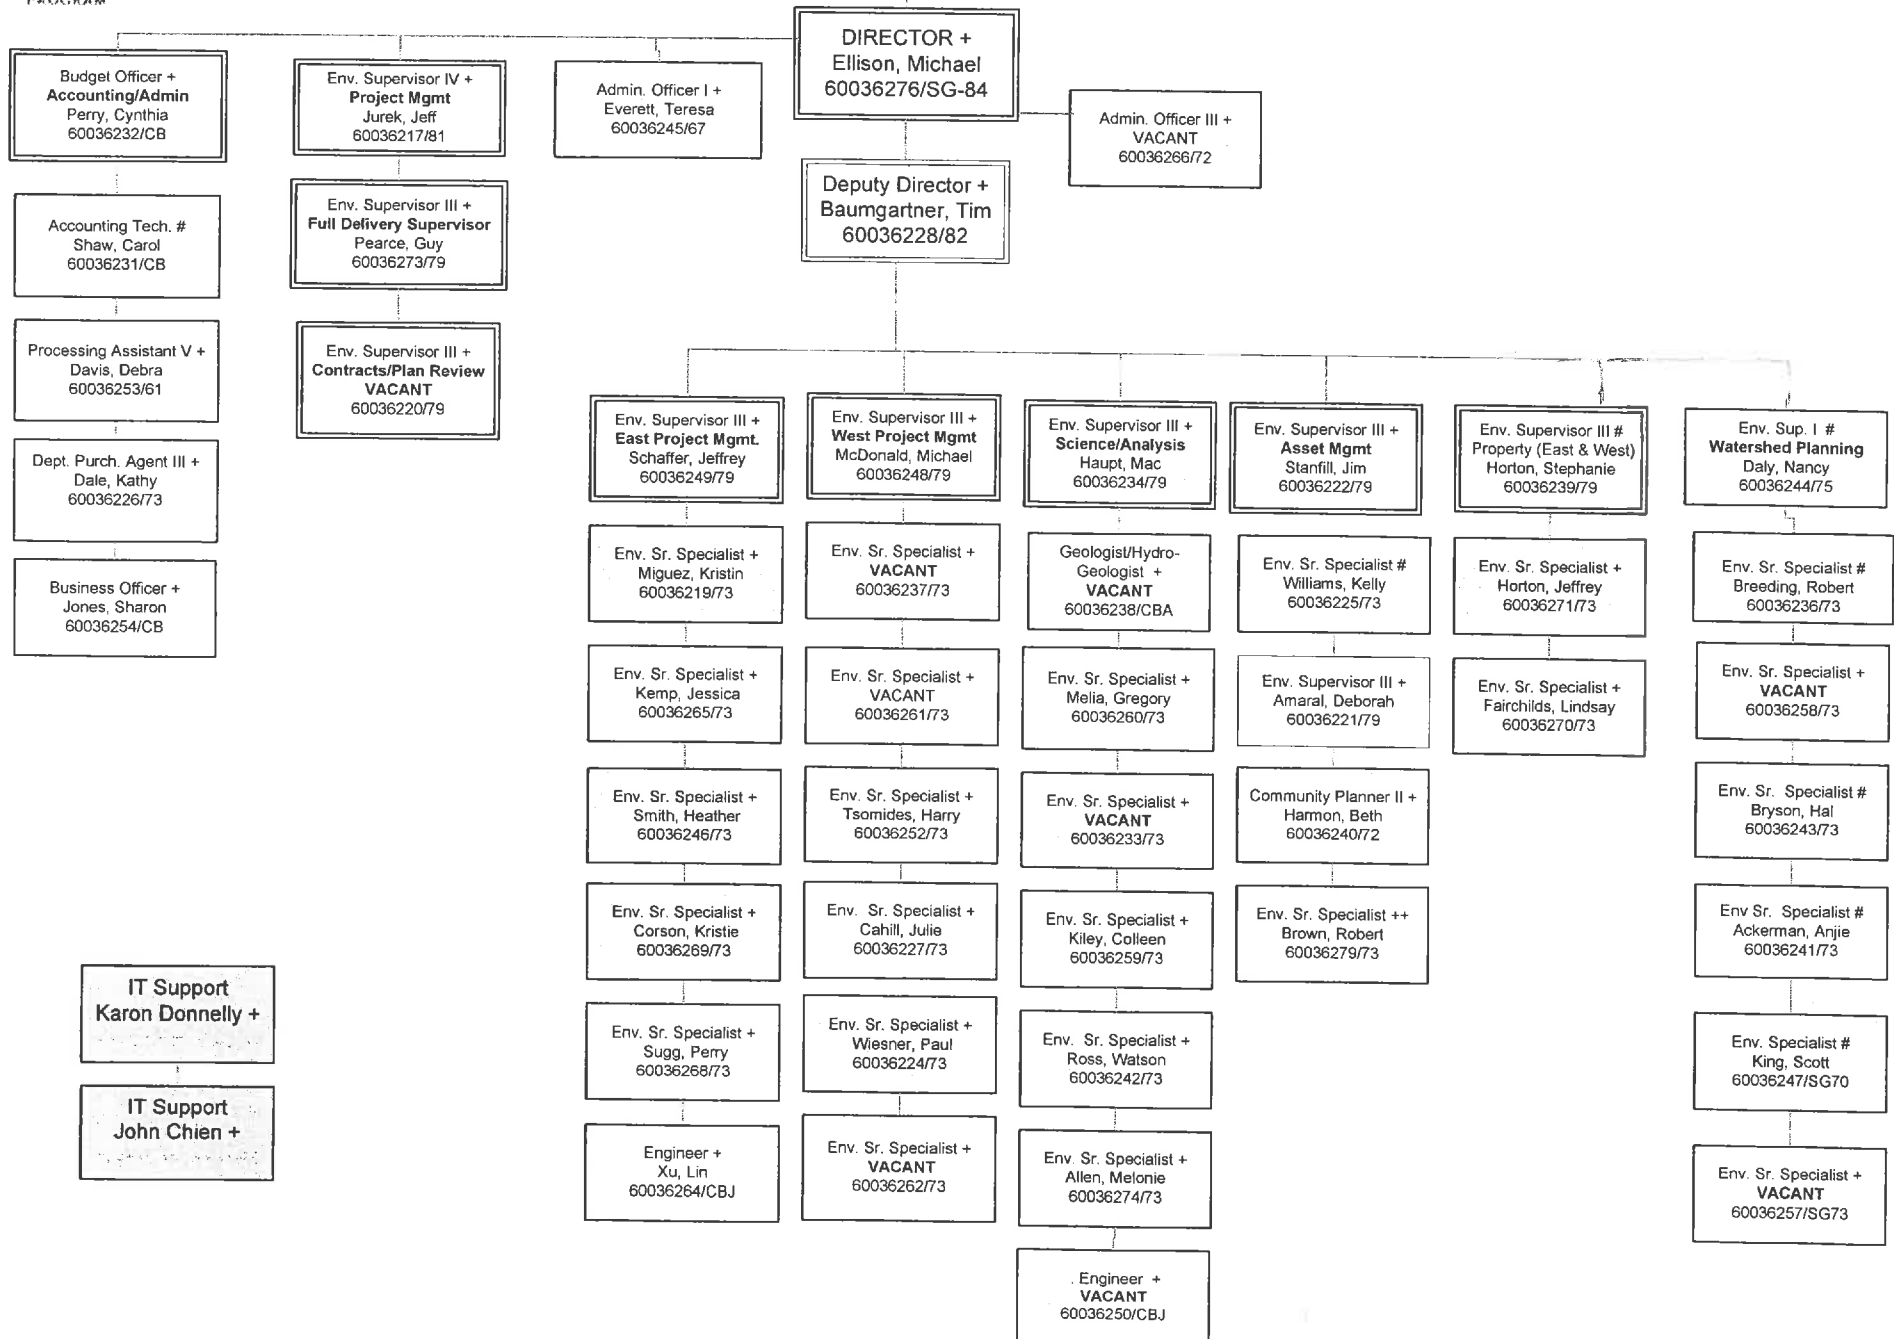 PROGRAM
DIRECTOR +
Ellison, Michael
60036276/SG-84
Budget Officer +
Accounting/Admin
Perry, Cynthia
60036232/CB
Env. Supervisor IV +
Project Mgmt
Jurek, Jeff
60036217/81
Admin. Officer I +
Everett, Teresa
60036245/67
Admin. Officer III +
VACANT
60036266/72
Deputy Director +
Baumgartner, Tim
60036228/82
Accounting Tech. #
Shaw, Carol
60036231/CB
Env. Supervisor III +
Full Delivery Supervisor
Pearce, Guy
60036273/79
Processing Assistant V +
Davis, Debra
60036253/61
Env. Supervisor III +
Contracts/Plan Review
VACANT
60036220/79
Dept. Purch. Agent III +
Dale, Kathy
60036226/73
Business Officer +
Jones, Sharon
60036254/CB
Env. Supervisor III +
East Project Mgmt.
Schaffer, Jeffrey
60036249/79
Env. Sr. Specialist +
Miguez, Kristin
60036219/73
Env. Sr. Specialist +
Kemp, Jessica
60036265/73
Env. Sr. Specialist +
Smith, Heather
60036246/73
Env. Sr. Specialist +
Corson, Kristie
60036269/73
Env. Sr. Specialist +
Sugg, Perry
60036268/73
Engineer +
Xu, Lin
60036264/CBJ
Env. Supervisor III +
West Project Mgmt
McDonald, Michael
60036248/79
Env. Sr. Specialist +
VACANT
60036237/73
Env. Sr. Specialist +
VACANT
60036261/73
Env. Sr. Specialist +
Tsomides, Harry
60036252/73
Env. Sr. Specialist +
Cahill, Julie
60036227/73
Env. Sr. Specialist +
Wiesner, Paul
60036224/73
Env. Sr. Specialist +
VACANT
60036262/73
Env. Supervisor III +
Science/Analysis
Haupt, Mac
60036234/79
Geologist/Hydro-
Geologist +
VACANT
60036238/CBA
Env. Sr. Specialist +
Melia, Gregory
60036260/73
Env. Sr. Specialist +
VACANT
60036233/73
Env. Sr. Specialist +
Kiley, Colleen
60036259/73
Env. Sr. Specialist +
Ross, Watson
60036242/73
Env. Sr. Specialist +
Allen, Melonie
60036274/73
. Engineer +
VACANT
60036250/CBJ
Env. Supervisor III +
Asset Mgmt
Stanfill, Jim
60036222/79
Env. Sr. Specialist #
Williams, Kelly
60036225/73
Env. Supervisor III +
Amaral, Deborah
60036221/79
Community Planner II +
Harmon, Beth
60036240/72
Env. Sr. Specialist ++
Brown, Robert
60036279/73
Env. Supervisor III #
Property (East & West)
Horton, Stephanie
60036239/79
Env. Sr. Specialist +
Horton, Jeffrey
60036271/73
Env. Sr. Specialist +
Fairchilds, Lindsay
60036270/73
Env. Sup. I #
Watershed Planning
Daly, Nancy
60036244/75
Env. Sr. Specialist #
Breeding, Robert
60036236/73
Env. Sr. Specialist +
VACANT
60036258/73
Env. Sr. Specialist #
Bryson, Hal
60036243/73
Env Sr. Specialist #
Ackerman, Anjie
60036241/73
Env. Specialist #
King, Scott
60036247/SG70
Env. Sr. Specialist +
VACANT
60036257/SG73
IT Support
Karon Donnelly +
IT Support
John Chien +